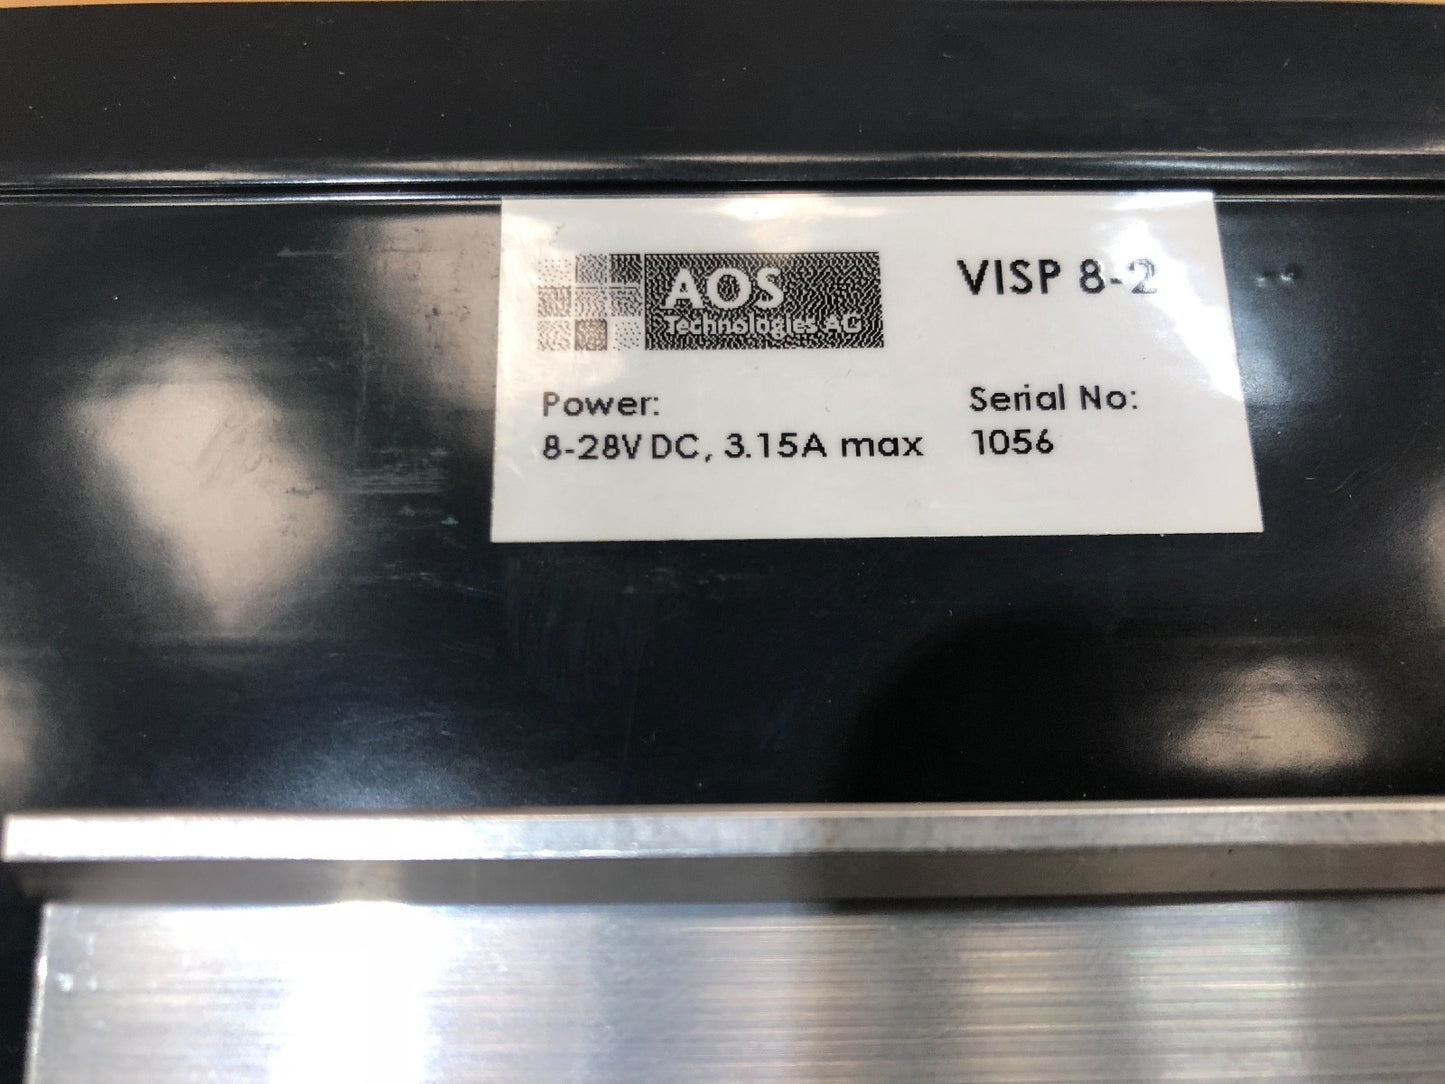 AOS
Technologies AG
VISP 8-2
Power:
8-28V DC, 3.15A max
Serial No:
1056